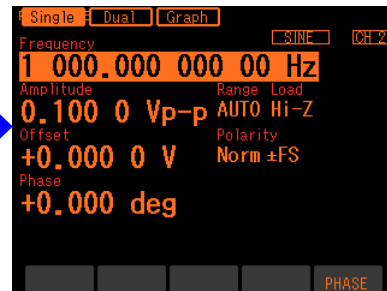 Single Dual Graph
Frequency SINE CH 2
1 000.000 000 00 Hz
Amplitude Range Load
0.100 0 Vp-p AUTO Hi-Z
Offset Polarity
+0.000 0 V Norm ±FS
Phase
+0.000 deg
PHASE